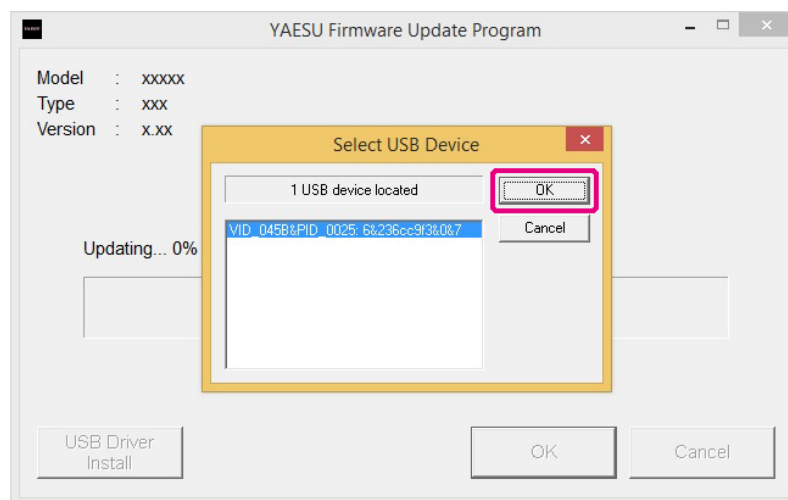 YAESU Firmware Update Program
Model : xxxxx
Type : xxx
Version : x.xx
Select USB Device
1 USB device located
OK
VID_045B&PID_0025: 6&236cc9f3&0&7
Cancel
Updating... 0%
USB Driver
Install
OK
Cancel